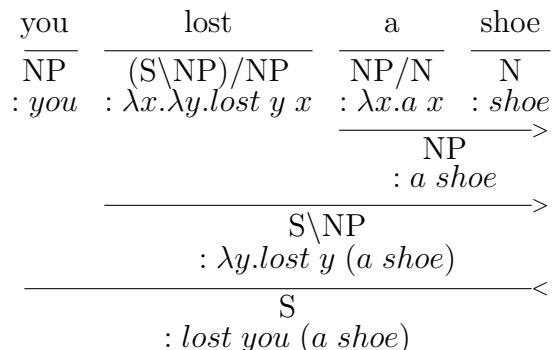 you lost a shoe
NP (S\NP)/NP NP/N N
: you : λx.λy.lost y x : λx.a x : shoe
>
NP
: a shoe
>
S\NP
: λy.lost y (a shoe)
<
S
: lost you (a shoe)